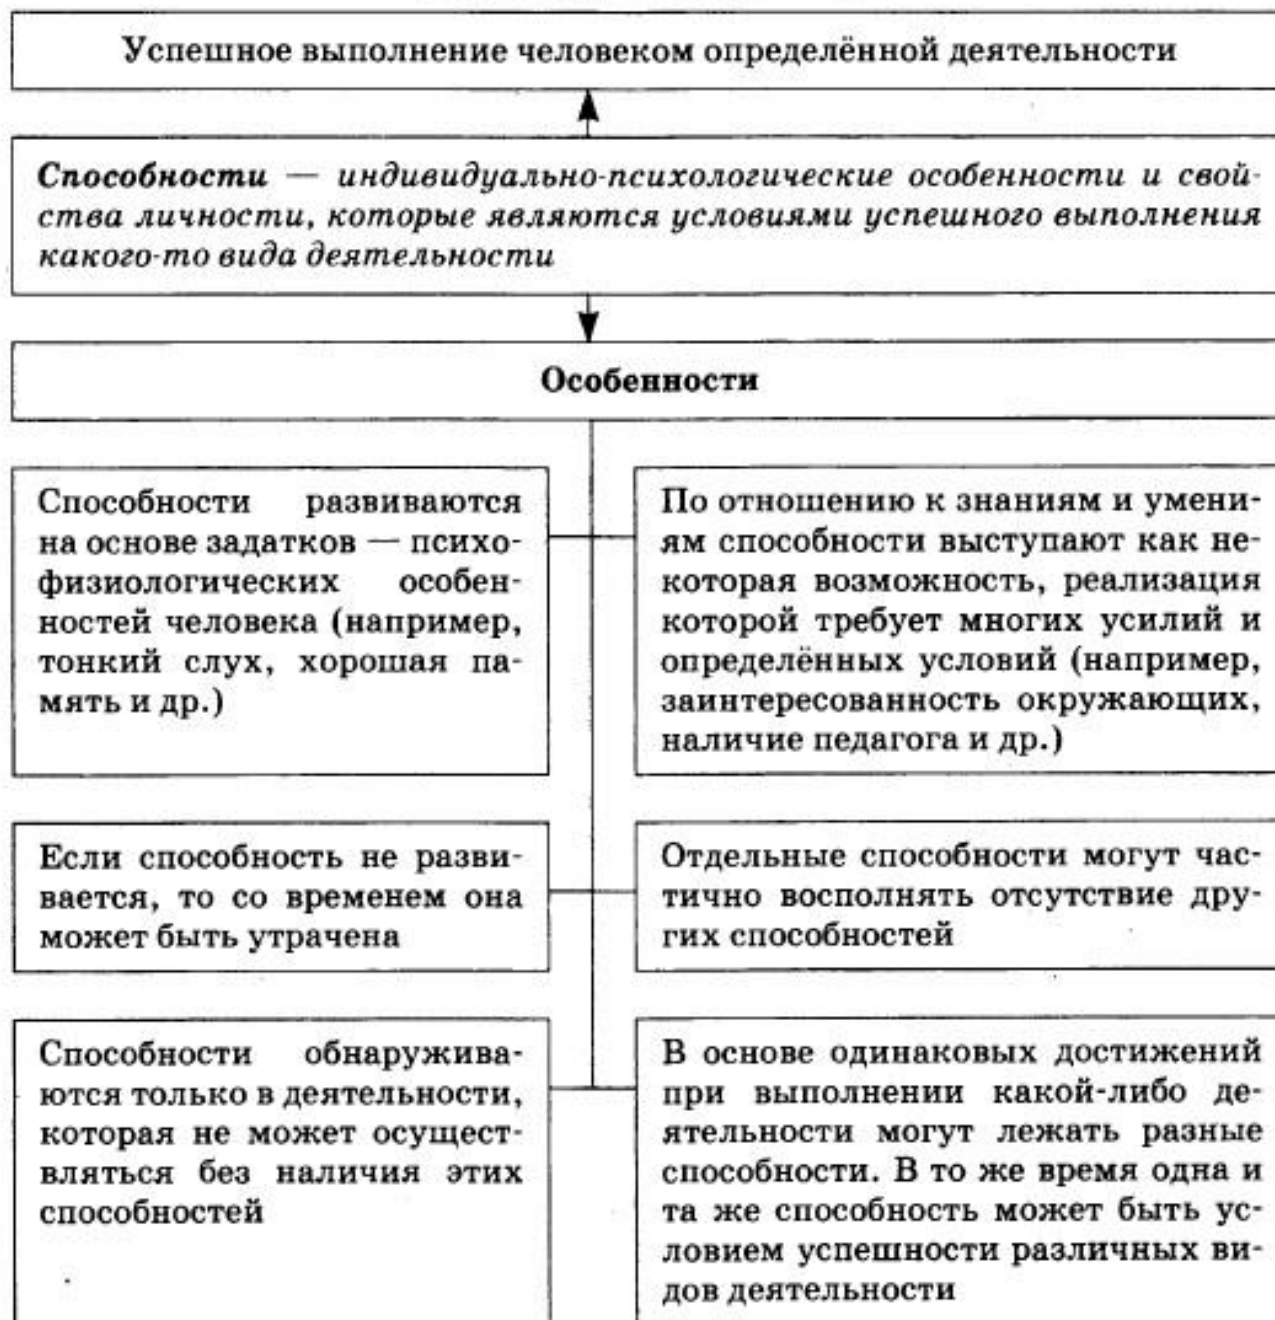 Успешное выполнение человеком определённой деятельности
Способности — индивидуально-психологические особенности и свой-
ства личности, которые являются условиями успешного выполнения
какого-то вида деятельности
Особенности
Способности развиваются
на основе задатков — психо-
физиологических особен-
ностей человека (например,
тонкий слух, хорошая па-
мять и др.)
По отношению к знаниям и умени-
ям способности выступают как не-
которая возможность, реализация
которой требует многих усилий и
определённых условий (например,
заинтересованность окружающих,
наличие педагога и др.)
Если способность не разви-
вается, то со временем она
может быть утрачена
Отдельные способности могут час-
тично восполнять отсутствие дру-
гих способностей
Способности обнаружива-
ются только в деятельности,
которая не может осущест-
вляться без наличия этих
способностей
В основе одинаковых достижений
при выполнении какой-либо де-
ятельности могут лежать разные
способности. В то же время одна и
та же способность может быть ус-
ловием успешности различных ви-
дов деятельности